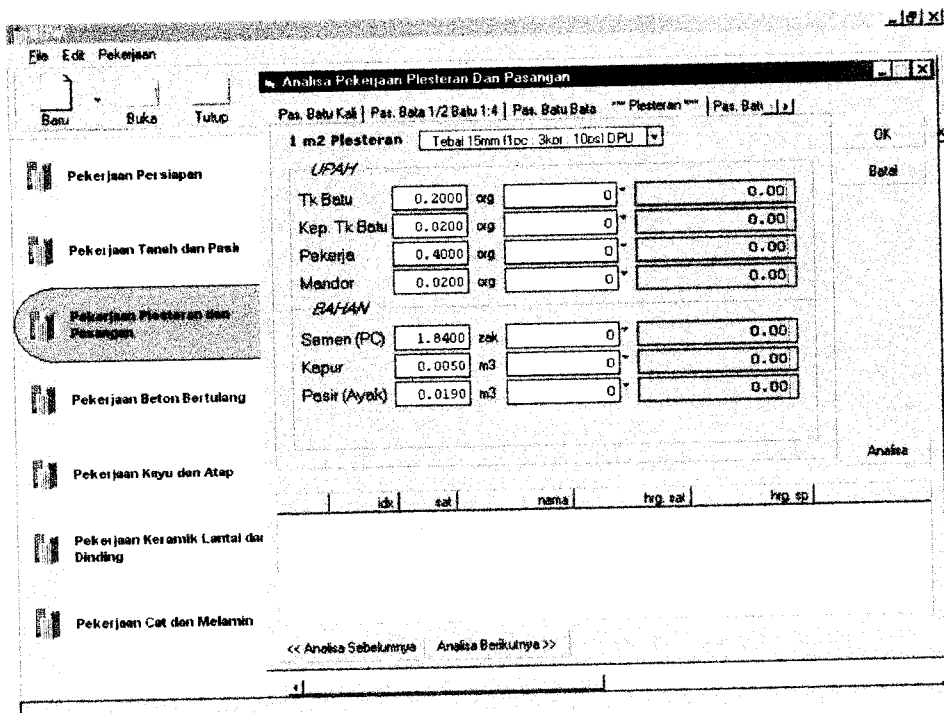 File Edit Pekerjaan
Baru Buka Tutup
Pekerjaan Persiapan
Pekerjaan Tanah dan Pasir
Pekerjaan Plesteran dan
Pasangan
Pekerjaan Beton Bertulang
Pekerjaan Kayu dan Atap
Pekerjaan Keramik Lantai dan
Dinding
Pekerjaan Cat dan Melamin
Analisa Pekerjaan Plesteran Dan Pasangan
Pas. Batu Kali | Pas. Bata 1/2 Batu 1:4 | Pas. Batu Bata *** Plesteran *** | Pas. Batu
1 m2 Plesteran Tebal 15mm (1pc : 3kpr : 10ps) DPU
OK
Batal
UPAH
Tk Batu 0.2000 org 0 0.00
Kep. Tk Batu 0.0200 org 0 0.00
Pekerja 0.4000 org 0 0.00
Mandor 0.0200 org 0 0.00
BAHAN
Semen (PC) 1.8400 zak 0 0.00
Kapur 0.0050 m3 0 0.00
Pasir (Ayak) 0.0190 m3 0 0.00
Analisa
idx sat nama hrg. sat hrg. sp
<< Analisa Sebelumnya Analisa Berikutnya >>